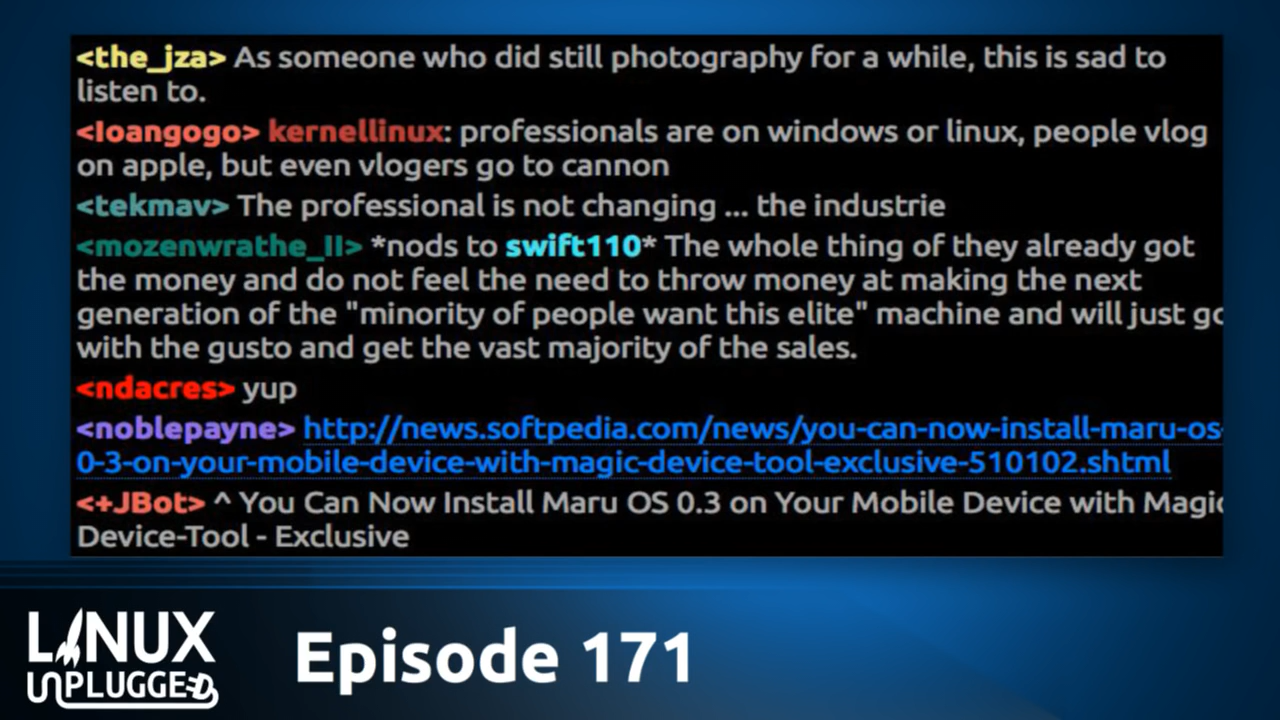 <the_jza> As someone who did still photography for a while, this is sad to
listen to.
<Ioangogo> kernellinux: professionals are on windows or linux, people vlog
on apple, but even vlogers go to cannon
<tekmav> The professional is not changing ... the industrie
<mozenwrathe_II> *nods to swift110* The whole thing of they already got
the money and do not feel the need to throw money at making the next
generation of the "minority of people want this elite" machine and will just go
with the gusto and get the vast majority of the sales.
<ndacres> yup
<noblepayne> http://news.softpedia.com/news/you-can-now-install-maru-os-
0-3-on-your-mobile-device-with-magic-device-tool-exclusive-510102.shtml
<+JBot> ^ You Can Now Install Maru OS 0.3 on Your Mobile Device with Magic
Device-Tool - Exclusive
LINUX
UNPLUGGED
Episode 171